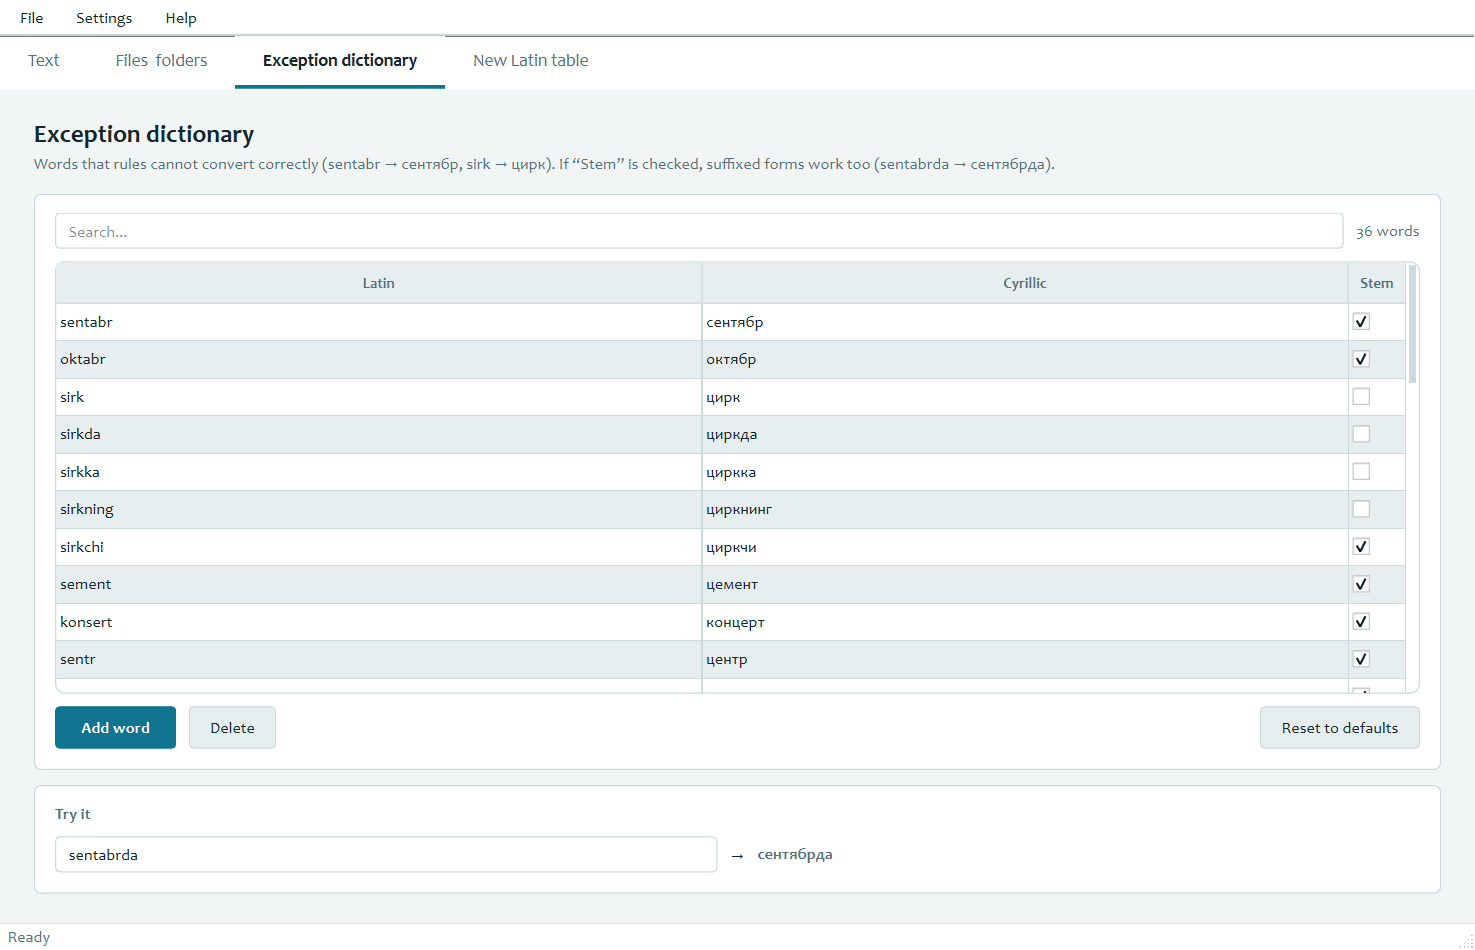 File Settings Help
Text Files folders Exception dictionary New Latin table
Exception dictionary
Words that rules cannot convert correctly (sentabr → сентябр, sirk → цирк). If “Stem” is checked, suffixed forms work too (sentabrda → сентябрда).
Search... 36 words
Latin Cyrillic Stem
sentabr сентябр
oktabr октябр
sirk цирк
sirkda циркда
sirkka циркка
sirkning циркнинг
sirkchi циркчи
sement цемент
konsert концерт
sentr центр
Add word Delete Reset to defaults
Try it
sentabrda → сентябрда
Ready